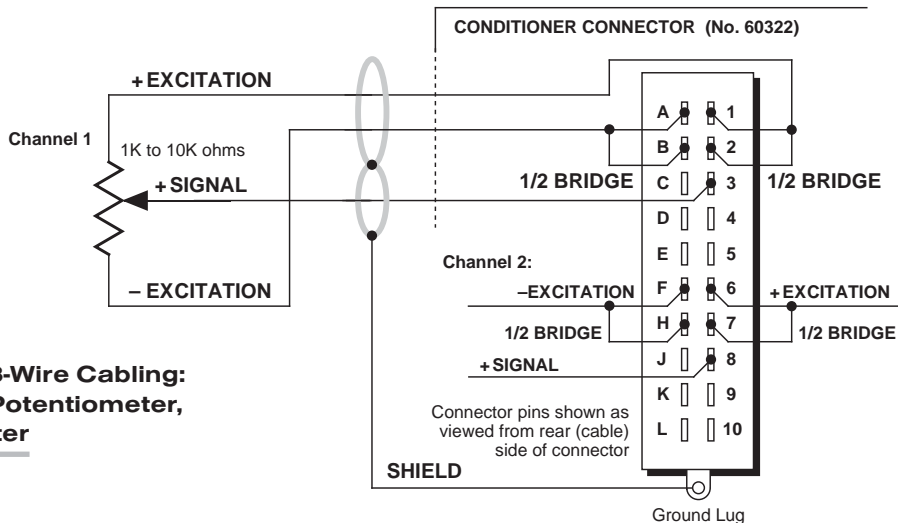 CONDITIONER CONNECTOR (No. 60322)
+EXCITATION
Channel 1
1K to 10K ohms
+SIGNAL
– EXCITATION
A 1
B 2
1/2 BRIDGE
C 3
1/2 BRIDGE
D 4
E 5
Channel 2:
–EXCITATION
F 6
+EXCITATION
1/2 BRIDGE
H 7
1/2 BRIDGE
+SIGNAL
J 8
K 9
L 10
-Wire Cabling:
Potentiometer,
Connector pins shown as
viewed from rear (cable)
side of connector
SHIELD
Ground Lug